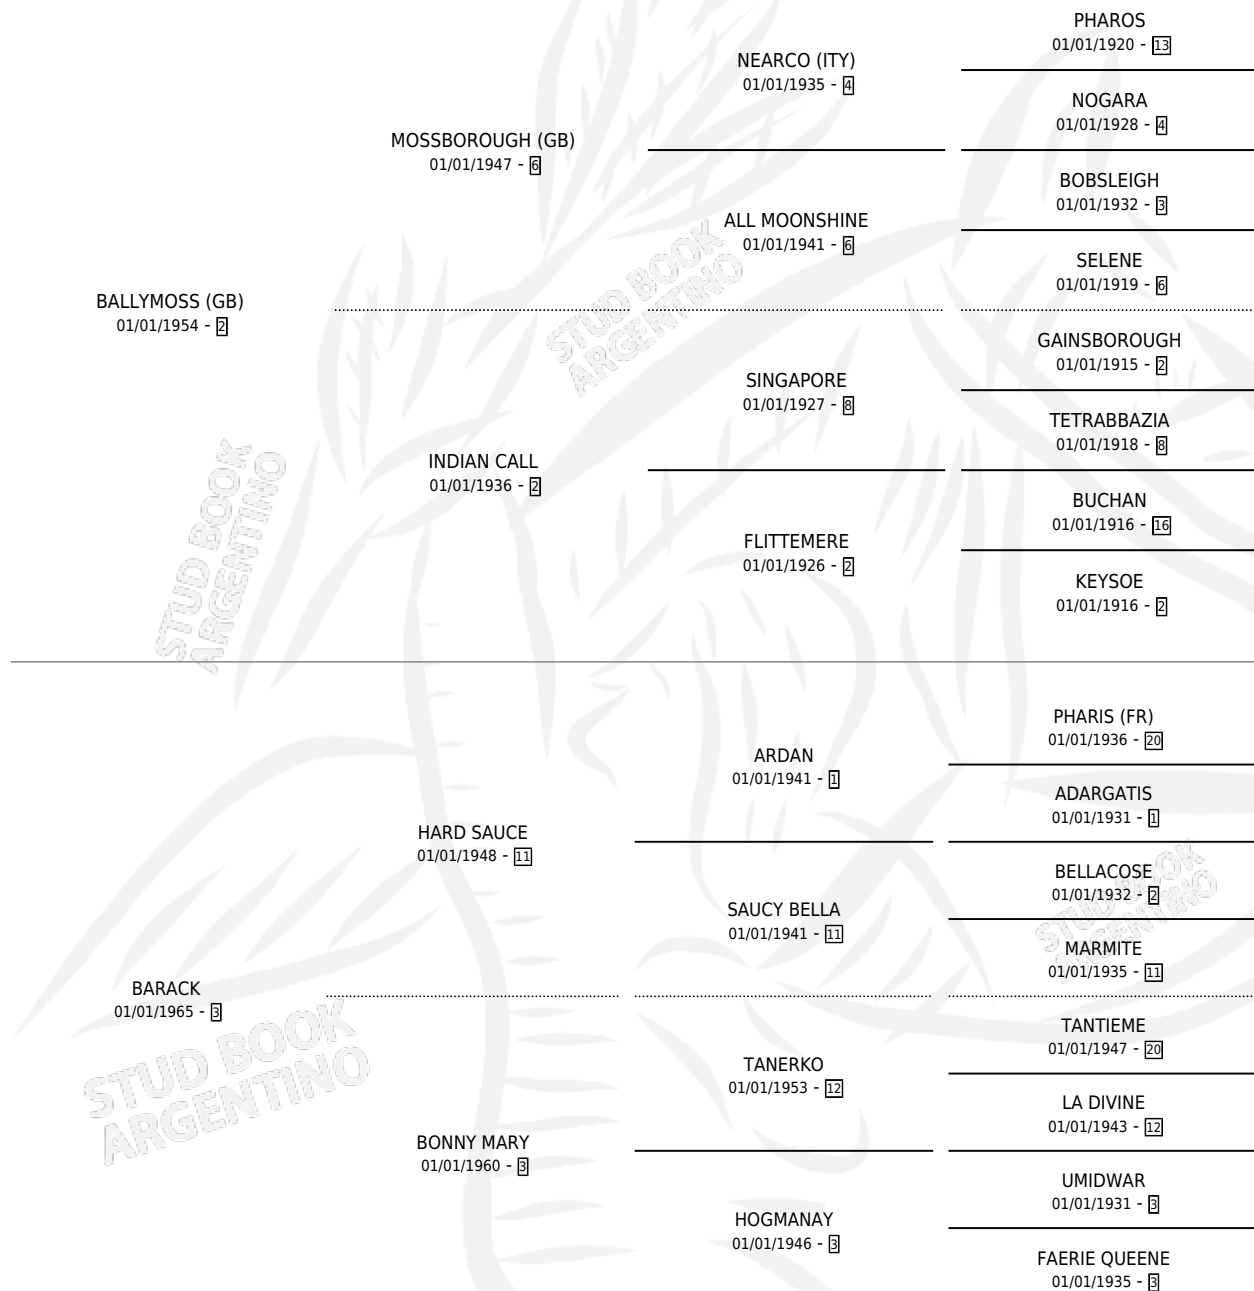 PHAROS
01/01/1920 - 13
NEARCO (ITY)
01/01/1935 - 4
NOGARA
01/01/1928 - 4
MOSSBOROUGH (GB)
01/01/1947 - 6
BOBSLEIGH
01/01/1932 - 3
ALL MOONSHINE
01/01/1941 - 6
SELENE
01/01/1919 - 6
BALLYMOSS (GB)
01/01/1954 - 2
GAINSBOROUGH
01/01/1915 - 2
SINGAPORE
01/01/1927 - 8
TETRABBAZIA
01/01/1918 - 8
INDIAN CALL
01/01/1936 - 2
BUCHAN
01/01/1916 - 16
FLITTEMERE
01/01/1926 - 2
KEYSOE
01/01/1916 - 2
PHARIS (FR)
01/01/1936 - 20
ARDAN
01/01/1941 - 1
ADARGATIS
01/01/1931 - 1
HARD SAUCE
01/01/1948 - 11
BELLACOSE
01/01/1932 - 2
SAUCY BELLA
01/01/1941 - 11
MARMITE
01/01/1935 - 11
BARACK
01/01/1965 - 3
TANTIEME
01/01/1947 - 20
TANERKO
01/01/1953 - 12
LA DIVINE
01/01/1943 - 12
BONNY MARY
01/01/1960 - 3
UMIDWAR
01/01/1931 - 3
HOGMANAY
01/01/1946 - 3
FAERIE QUEENE
01/01/1935 - 3
STUD BOOK
ARGENTINO
STUD BOOK
ARGENTINO
STUD BOOK
ARGENTINO
STUD BOOK
ARGENTINO